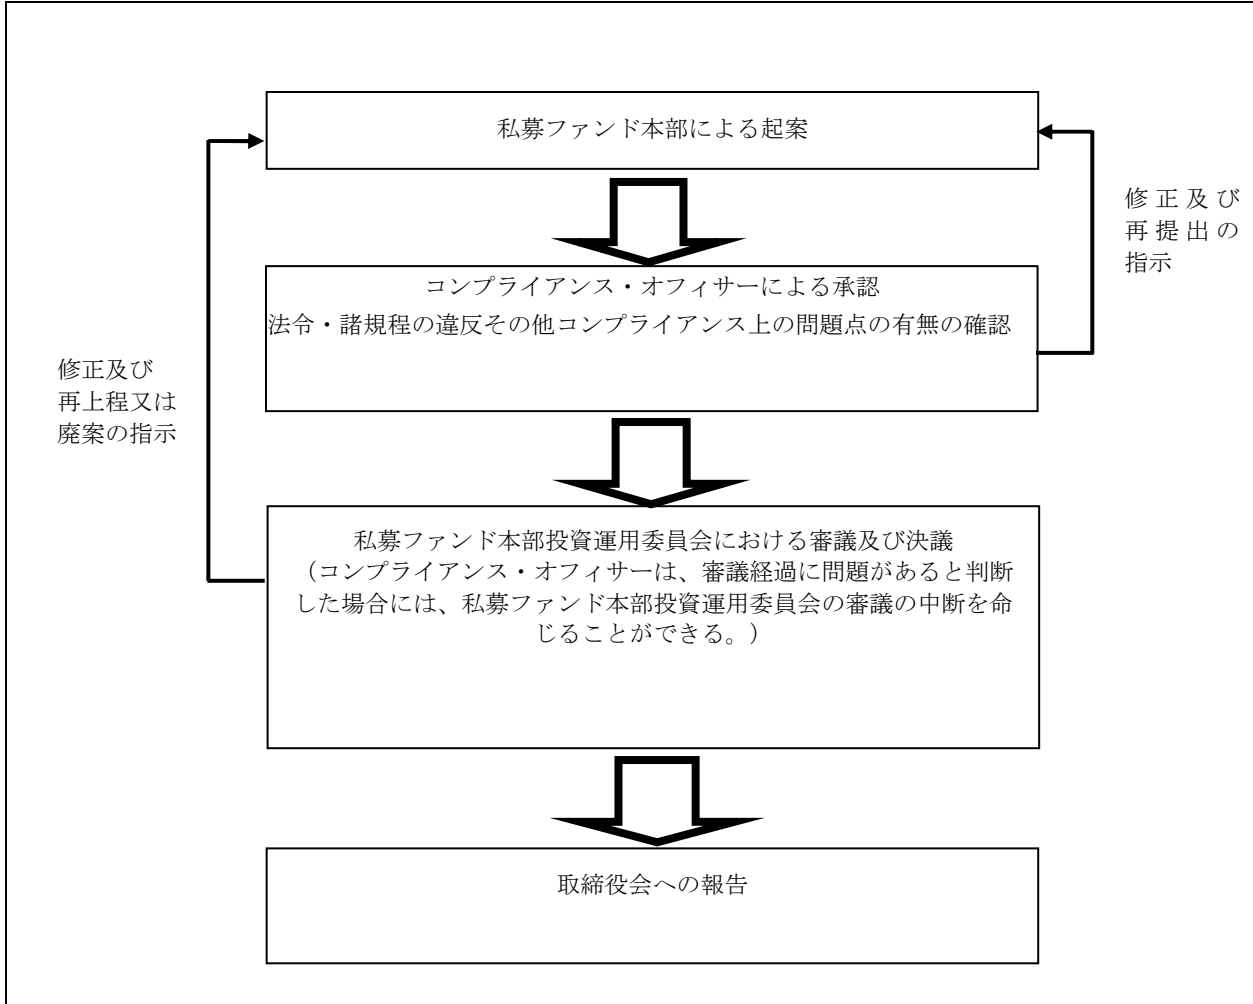 私募ファンド本部による起案
修正及び
再提出の
指示
コンプライアンス・オフィサーによる承認
法令・諸規程の違反その他コンプライアンス上の問題点の有無の確認
修正及び
再上程又は
廃案の指示
私募ファンド本部投資運用委員会における審議及び決議
（コンプライアンス・オフィサーは、審議経過に問題があると判断
した場合には、私募ファンド本部投資運用委員会の審議の中断を命
じることができる。）
取締役会への報告